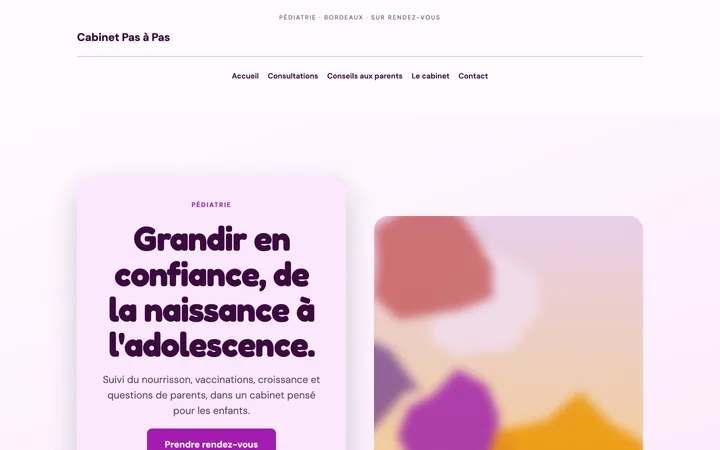 PÉDIATRIE · BORDEAUX · SUR RENDEZ-VOUS
Cabinet Pas à Pas
Accueil Consultations Conseils aux parents Le cabinet Contact
PÉDIATRIE
Grandir en
confiance, de
la naissance à
l'adolescence.
Suivi du nourrisson, vaccinations, croissance et
questions de parents, dans un cabinet pensé
pour les enfants.
Prendre rendez-vous